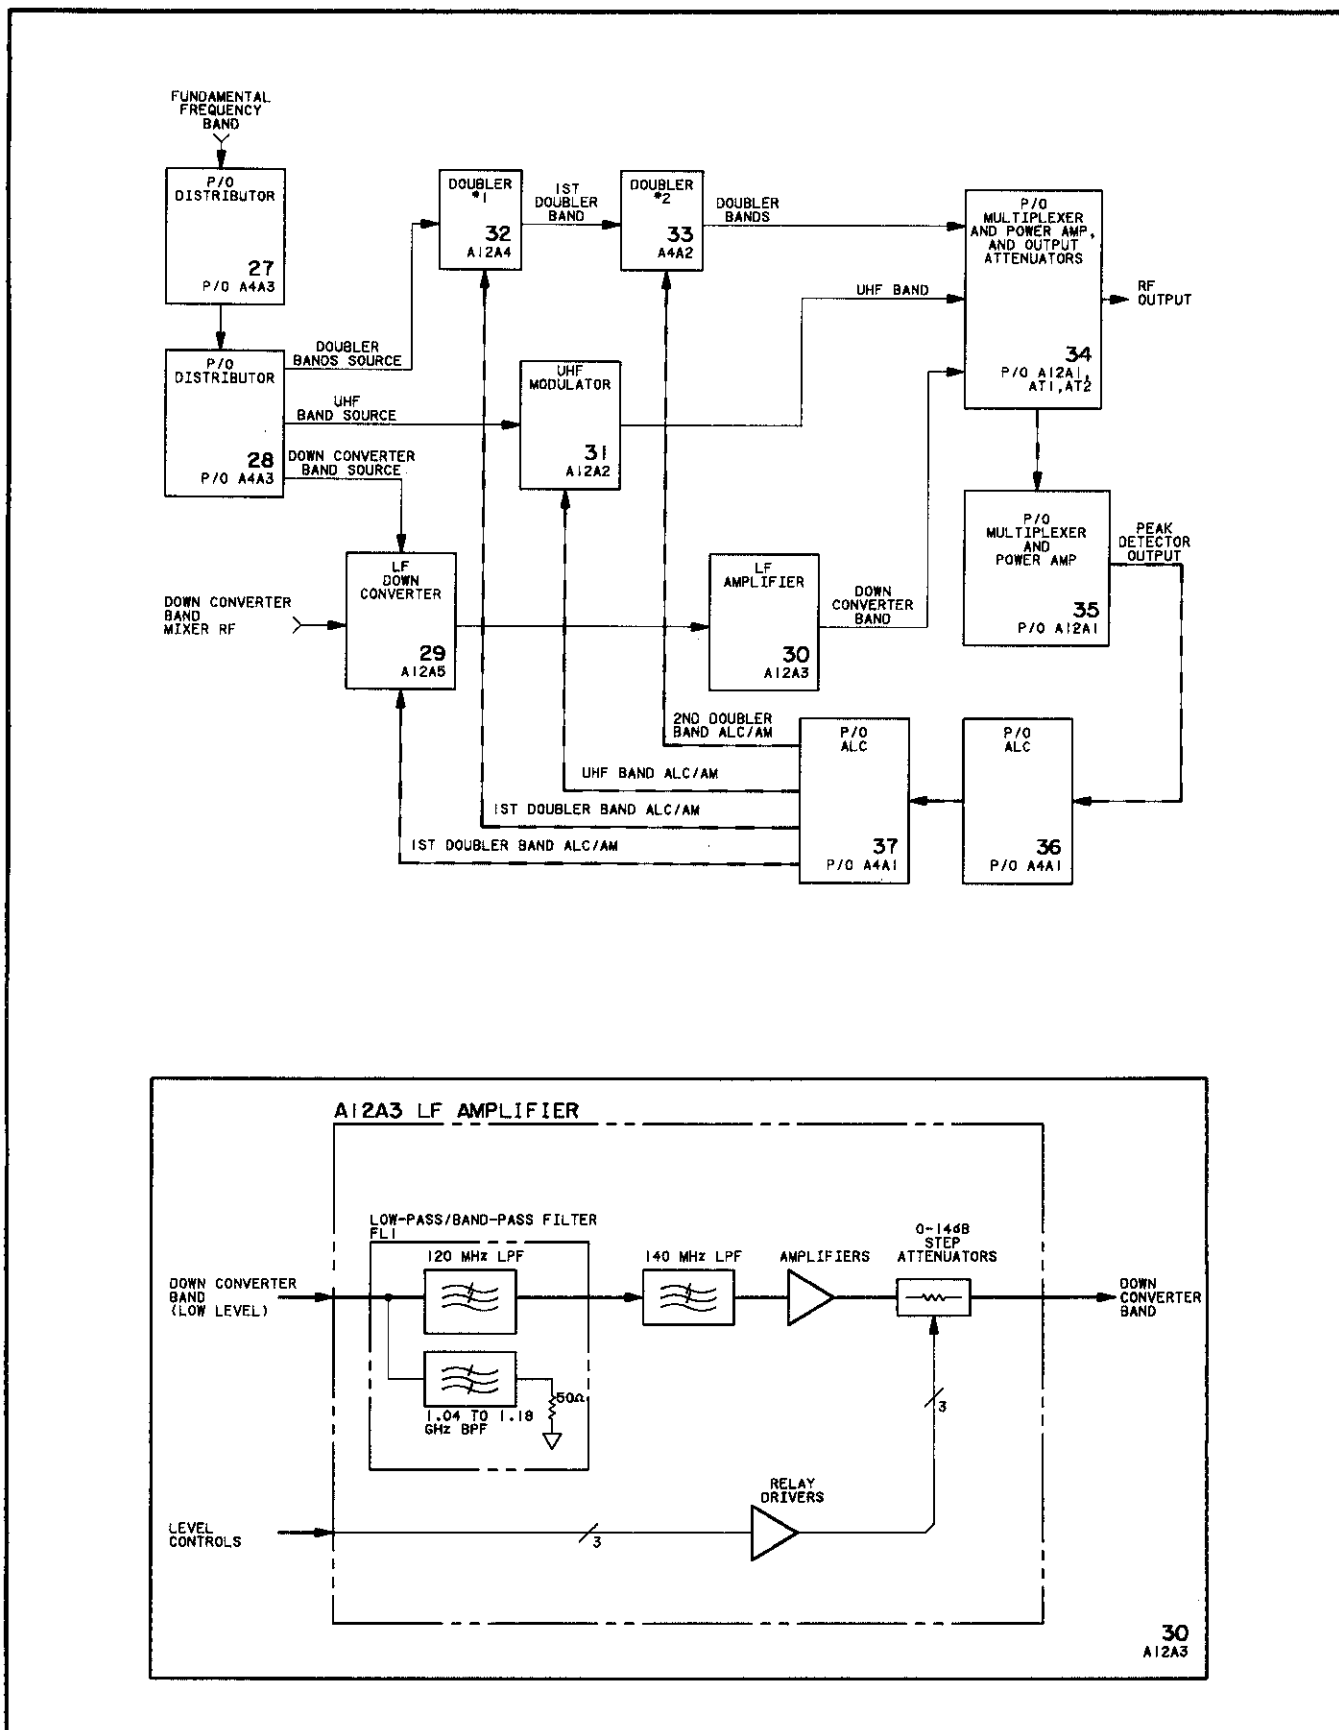 FUNDAMENTAL
FREQUENCY
BAND
P/O
DISTRIBUTOR
27
P/O A4A3
P/O
DISTRIBUTOR
28
P/O A4A3
DOUBLER
BANDS SOURCE
UHF
BAND SOURCE
DOWN CONVERTER
BAND SOURCE
DOUBLER
#1
32
A12A4
1ST
DOUBLER
BAND
DOUBLER
#2
33
A4A2
DOUBLER
BANDS
P/O
MULTIPLEXER
AND POWER AMP,
AND OUTPUT
ATTENUATORS
34
P/O A12A1,
AT1,AT2
RF
OUTPUT
UHF BAND
UHF
MODULATOR
31
A12A2
P/O
MULTIPLEXER
AND
POWER AMP
35
P/O A12A1
PEAK
DETECTOR
OUTPUT
DOWN CONVERTER
BAND
MIXER RF
LF
DOWN
CONVERTER
29
A12A5
LF
AMPLIFIER
30
A12A3
DOWN
CONVERTER
BAND
2ND DOUBLER
BAND ALC/AM
UHF BAND ALC/AM
1ST DOUBLER BAND ALC/AM
1ST DOUBLER BAND ALC/AM
P/O
ALC
37
P/O A4A1
P/O
ALC
36
P/O A4A1
A12A3 LF AMPLIFIER
LOW-PASS/BAND-PASS FILTER
FL1
120 MHz LPF
140 MHz LPF
AMPLIFIERS
0-14dB
STEP
ATTENUATORS
DOWN CONVERTER
BAND
(LOW LEVEL)
DOWN
CONVERTER
BAND
50Ω
1.04 TO 1.18
GHz BPF
3
RELAY
DRIVERS
LEVEL
CONTROLS
3
30
A12A3